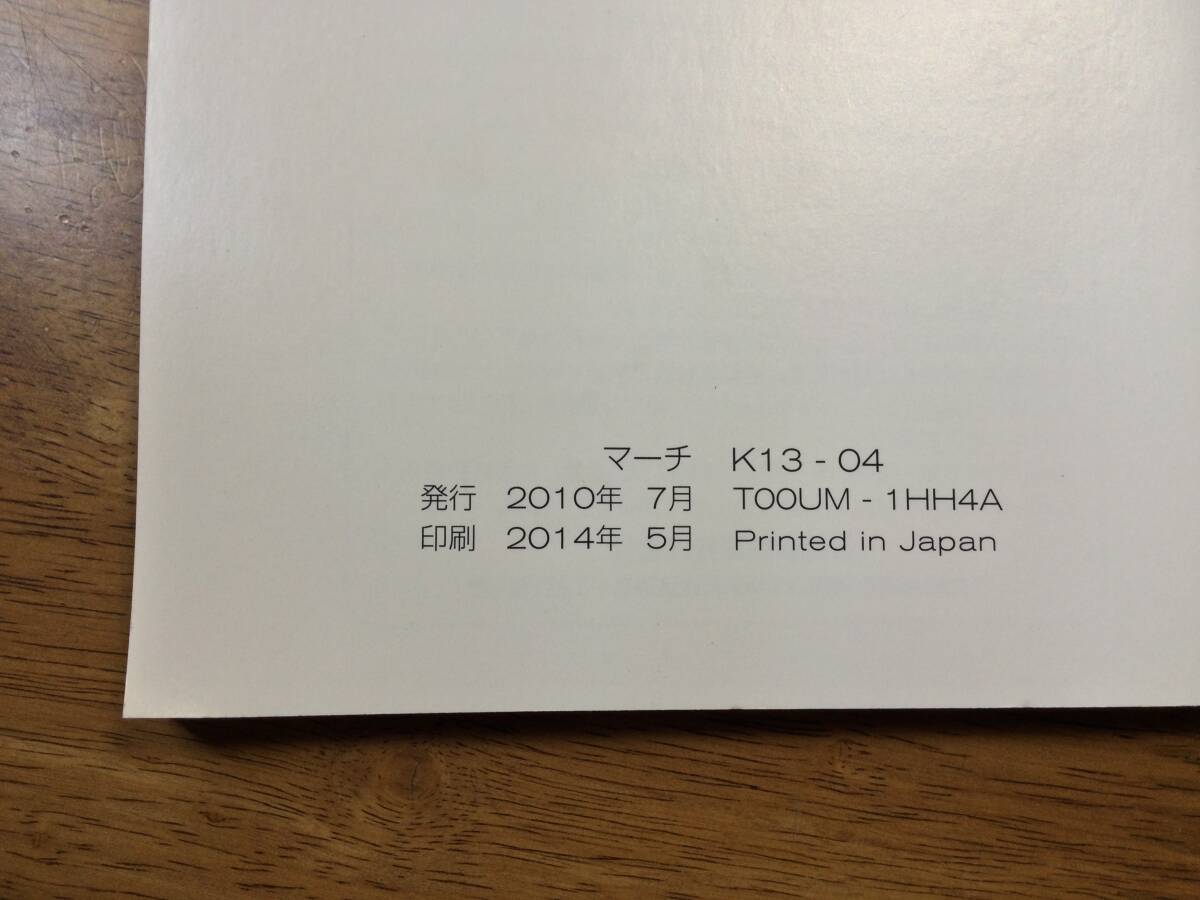 マーチ K13 - 04
発行 2010年 7月 T00UM - 1HH4A
印刷 2014年 5月 Printed in Japan